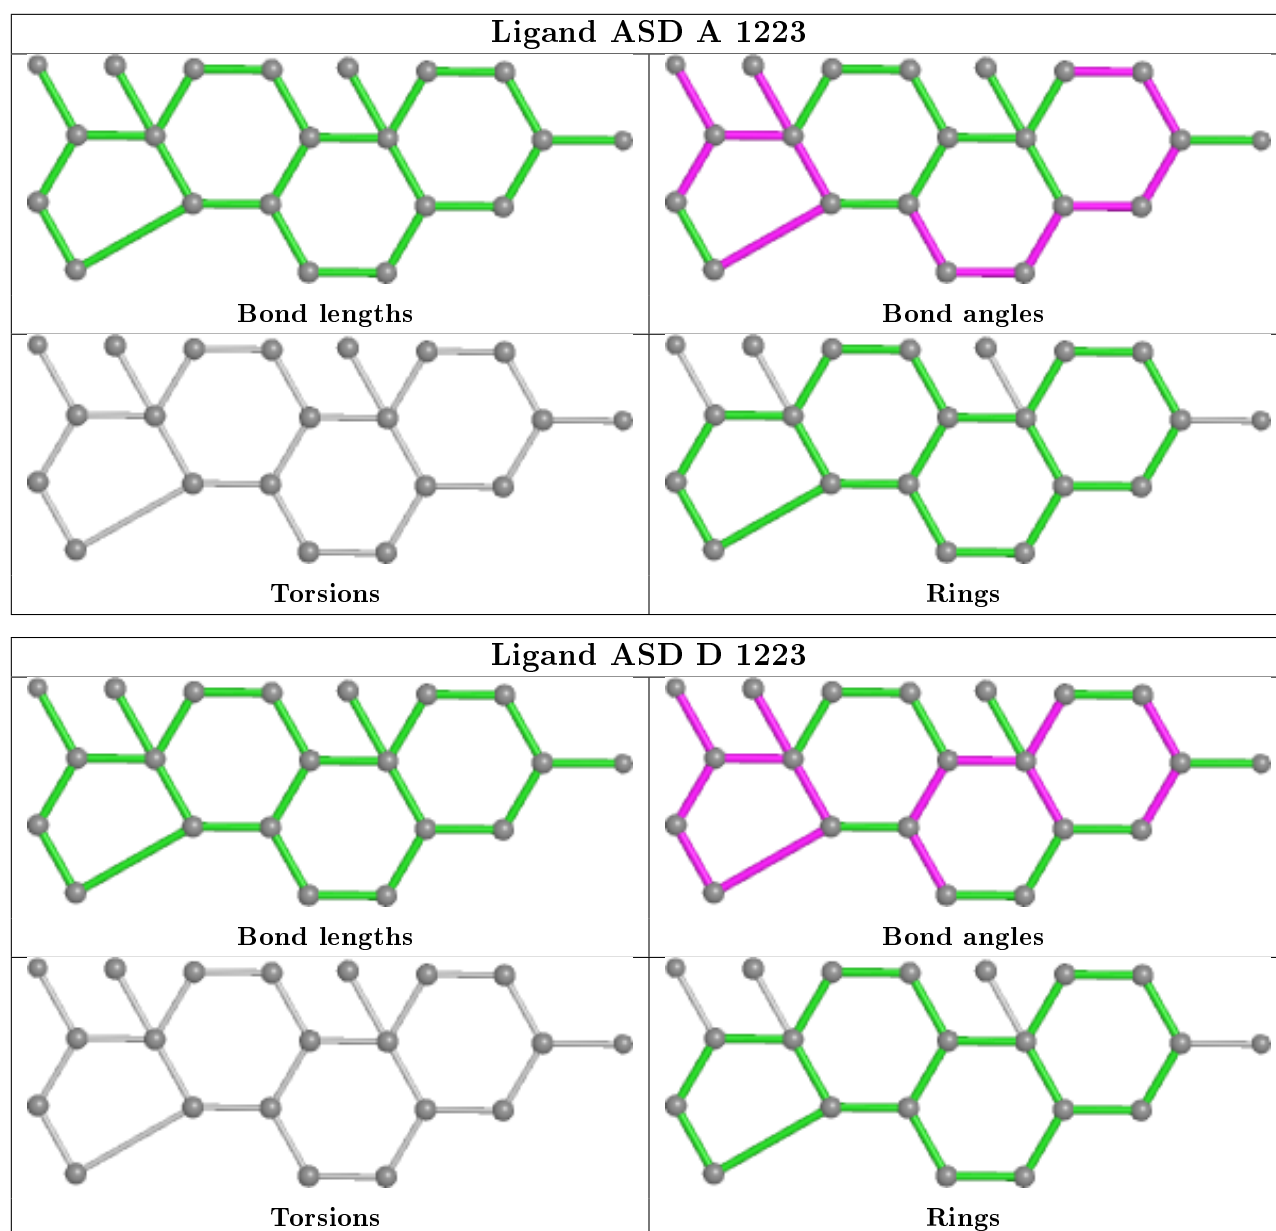 Ligand ASD A 1223
Bond lengths
Bond angles
Torsions
Rings
Ligand ASD D 1223
Bond lengths
Bond angles
Torsions
Rings